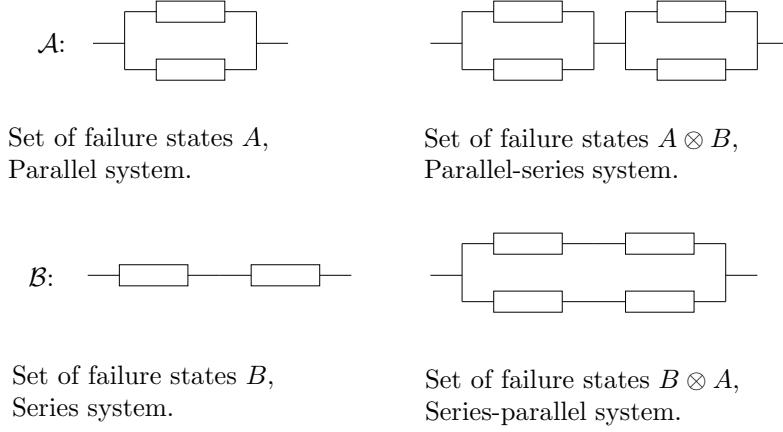 𝒜:
Set of failure states A,
Parallel system.
Set of failure states A ⊗ B,
Parallel-series system.
ℬ:
Set of failure states B,
Series system.
Set of failure states B ⊗ A,
Series-parallel system.